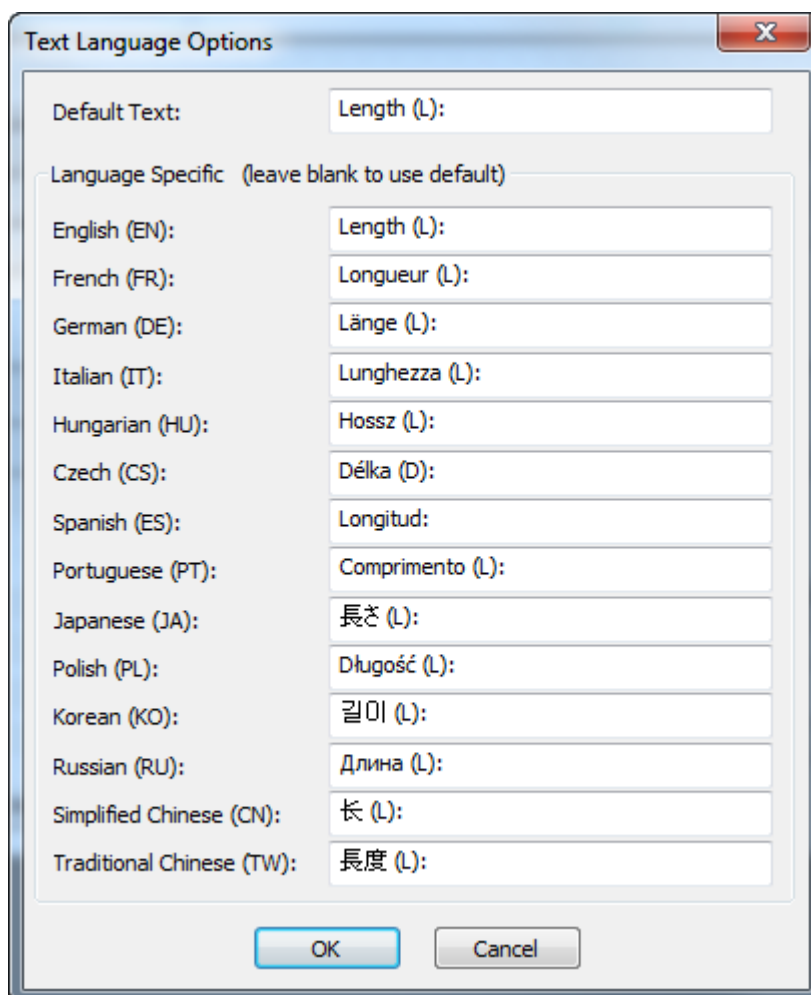 Text Language Options
Default Text: Length (L):
Language Specific (leave blank to use default)
English (EN): Length (L):
French (FR): Longueur (L):
German (DE): Länge (L):
Italian (IT): Lunghezza (L):
Hungarian (HU): Hossz (L):
Czech (CS): Délka (D):
Spanish (ES): Longitud:
Portuguese (PT): Comprimento (L):
Japanese (JA): 長さ (L):
Polish (PL): Długość (L):
Korean (KO): 길이 (L):
Russian (RU): Длина (L):
Simplified Chinese (CN): 长 (L):
Traditional Chinese (TW): 長度 (L):
OK Cancel